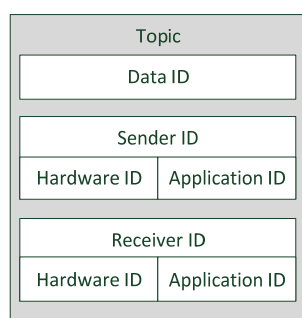 Topic
Data ID
Sender ID
Hardware ID Application ID
Receiver ID
Hardware ID Application ID